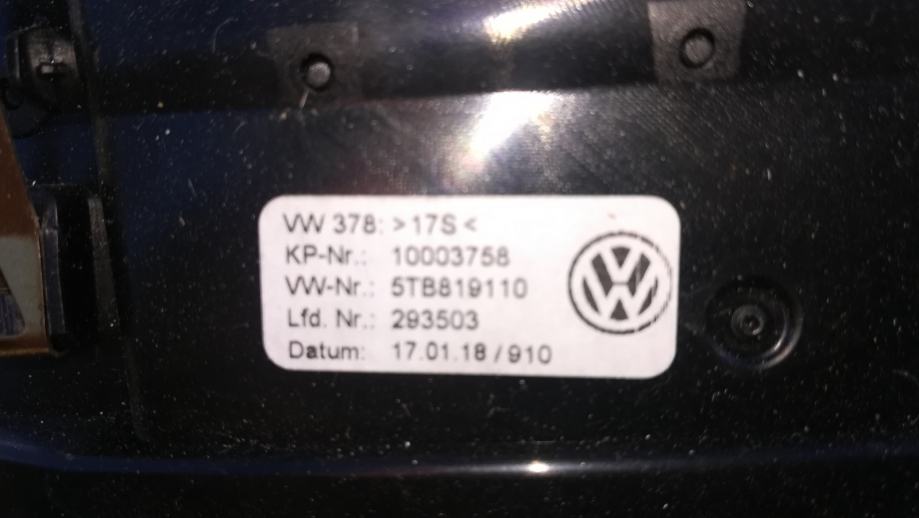 VW 378: >17S<
KP-Nr.: 10003758
VW-Nr.: 5TB819110
Lfd. Nr.: 293503
Datum: 17.01.18/910